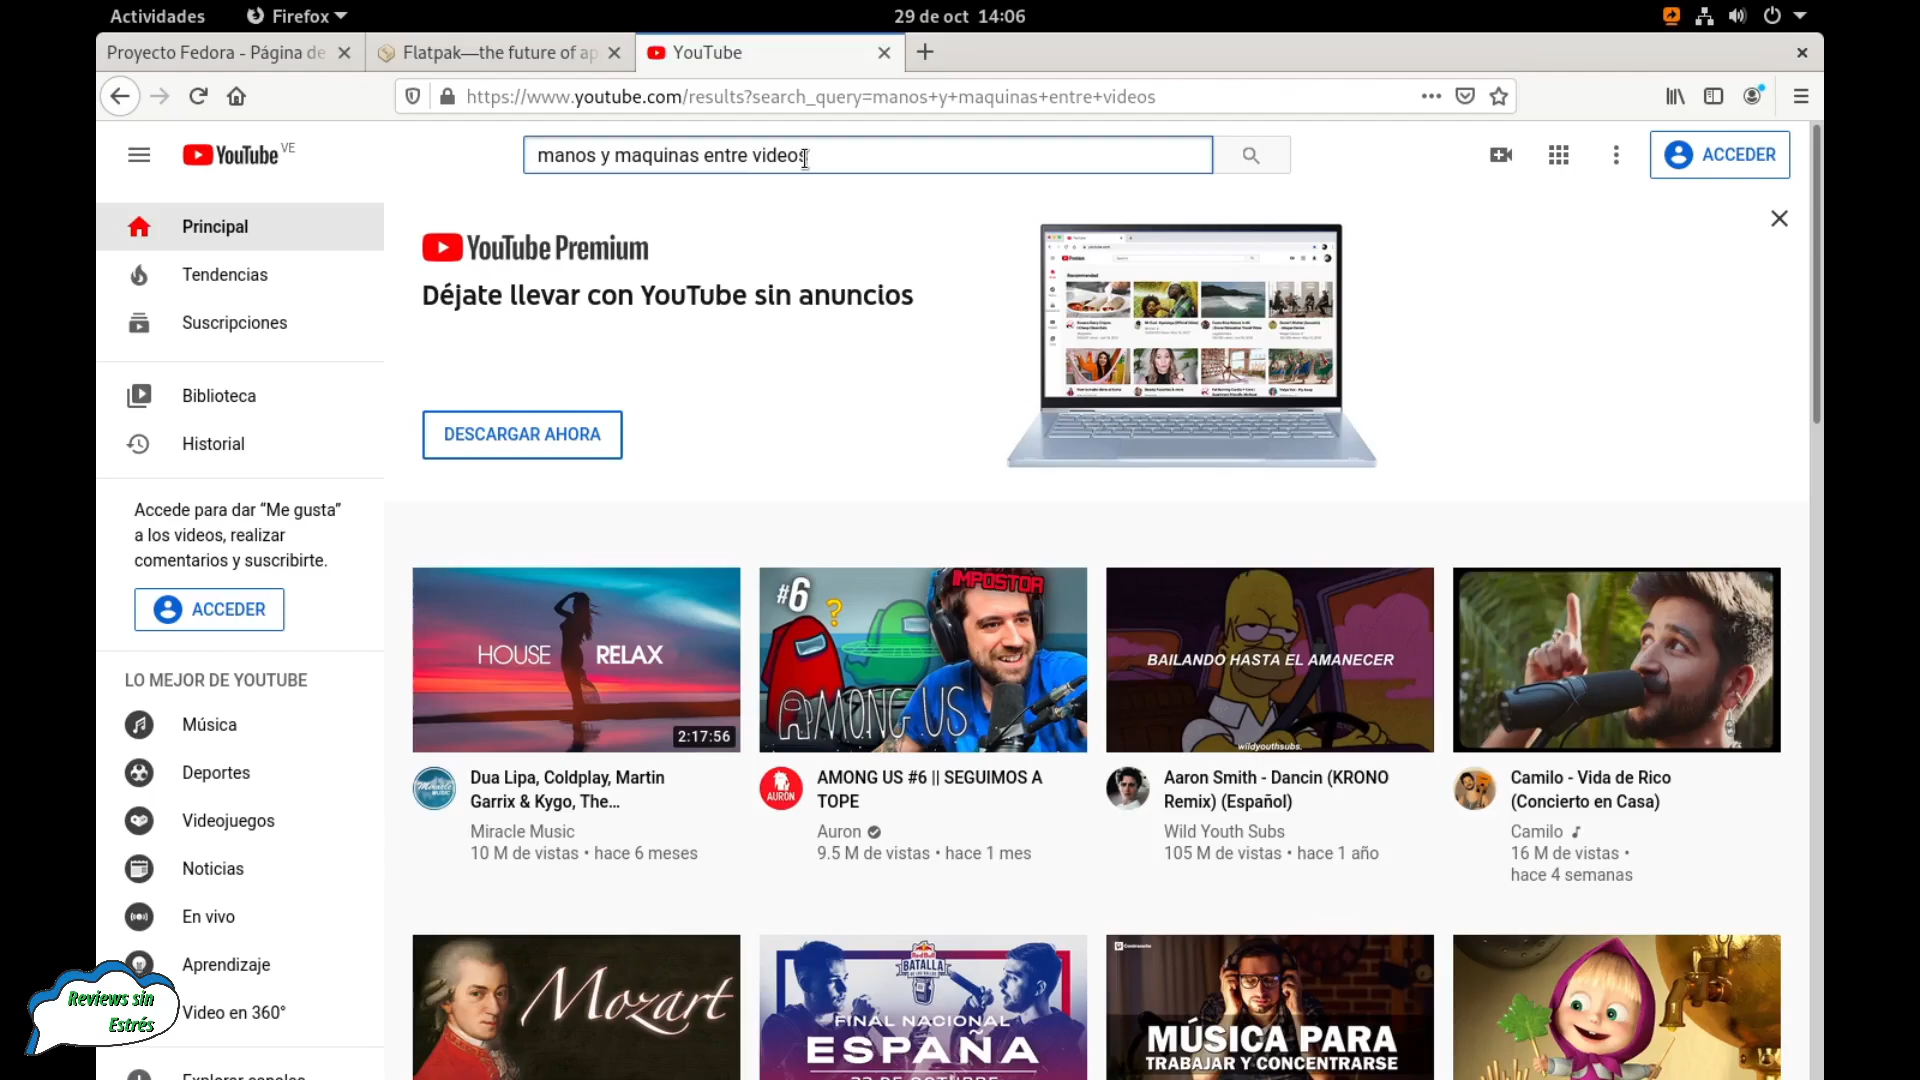 Actividades
Firefox
29 de oct 14:06
Proyecto Fedora - Página de
Flatpak—the future of ap
YouTube
https://www.youtube.com/results?search_query=manos+y+maquinas+entre+videos
YouTube VE
manos y maquinas entre videos
ACCEDER
Principal
Tendencias
Suscripciones
Biblioteca
Historial
Accede para dar “Me gusta”
a los videos, realizar
comentarios y suscribirte.
ACCEDER
LO MEJOR DE YOUTUBE
Música
Deportes
Videojuegos
Noticias
En vivo
Aprendizaje
Video en 360°
Explorar canales
Reviews sin
Estrés
YouTube Premium
Déjate llevar con YouTube sin anuncios
DESCARGAR AHORA
HOUSE RELAX
2:17:56
Dua Lipa, Coldplay, Martin
Garrix & Kygo, The...
Miracle Music
10 M de vistas • hace 6 meses
#6
IMPOSTOR
?
AMONG US
AURON
AMONG US #6 || SEGUIMOS A
TOPE
Auron
9.5 M de vistas • hace 1 mes
BAILANDO HASTA EL AMANECER
wildyouthsubs.
Aaron Smith - Dancin (KRONO
Remix) (Español)
Wild Youth Subs
105 M de vistas • hace 1 año
Camilo - Vida de Rico
(Concierto en Casa)
Camilo
16 M de vistas •
hace 4 semanas
Mozart
Red Bull
BATALLA
FINAL NACIONAL
ESPAÑA
MÚSICA PARA
TRABAJAR Y CONCENTRARSE